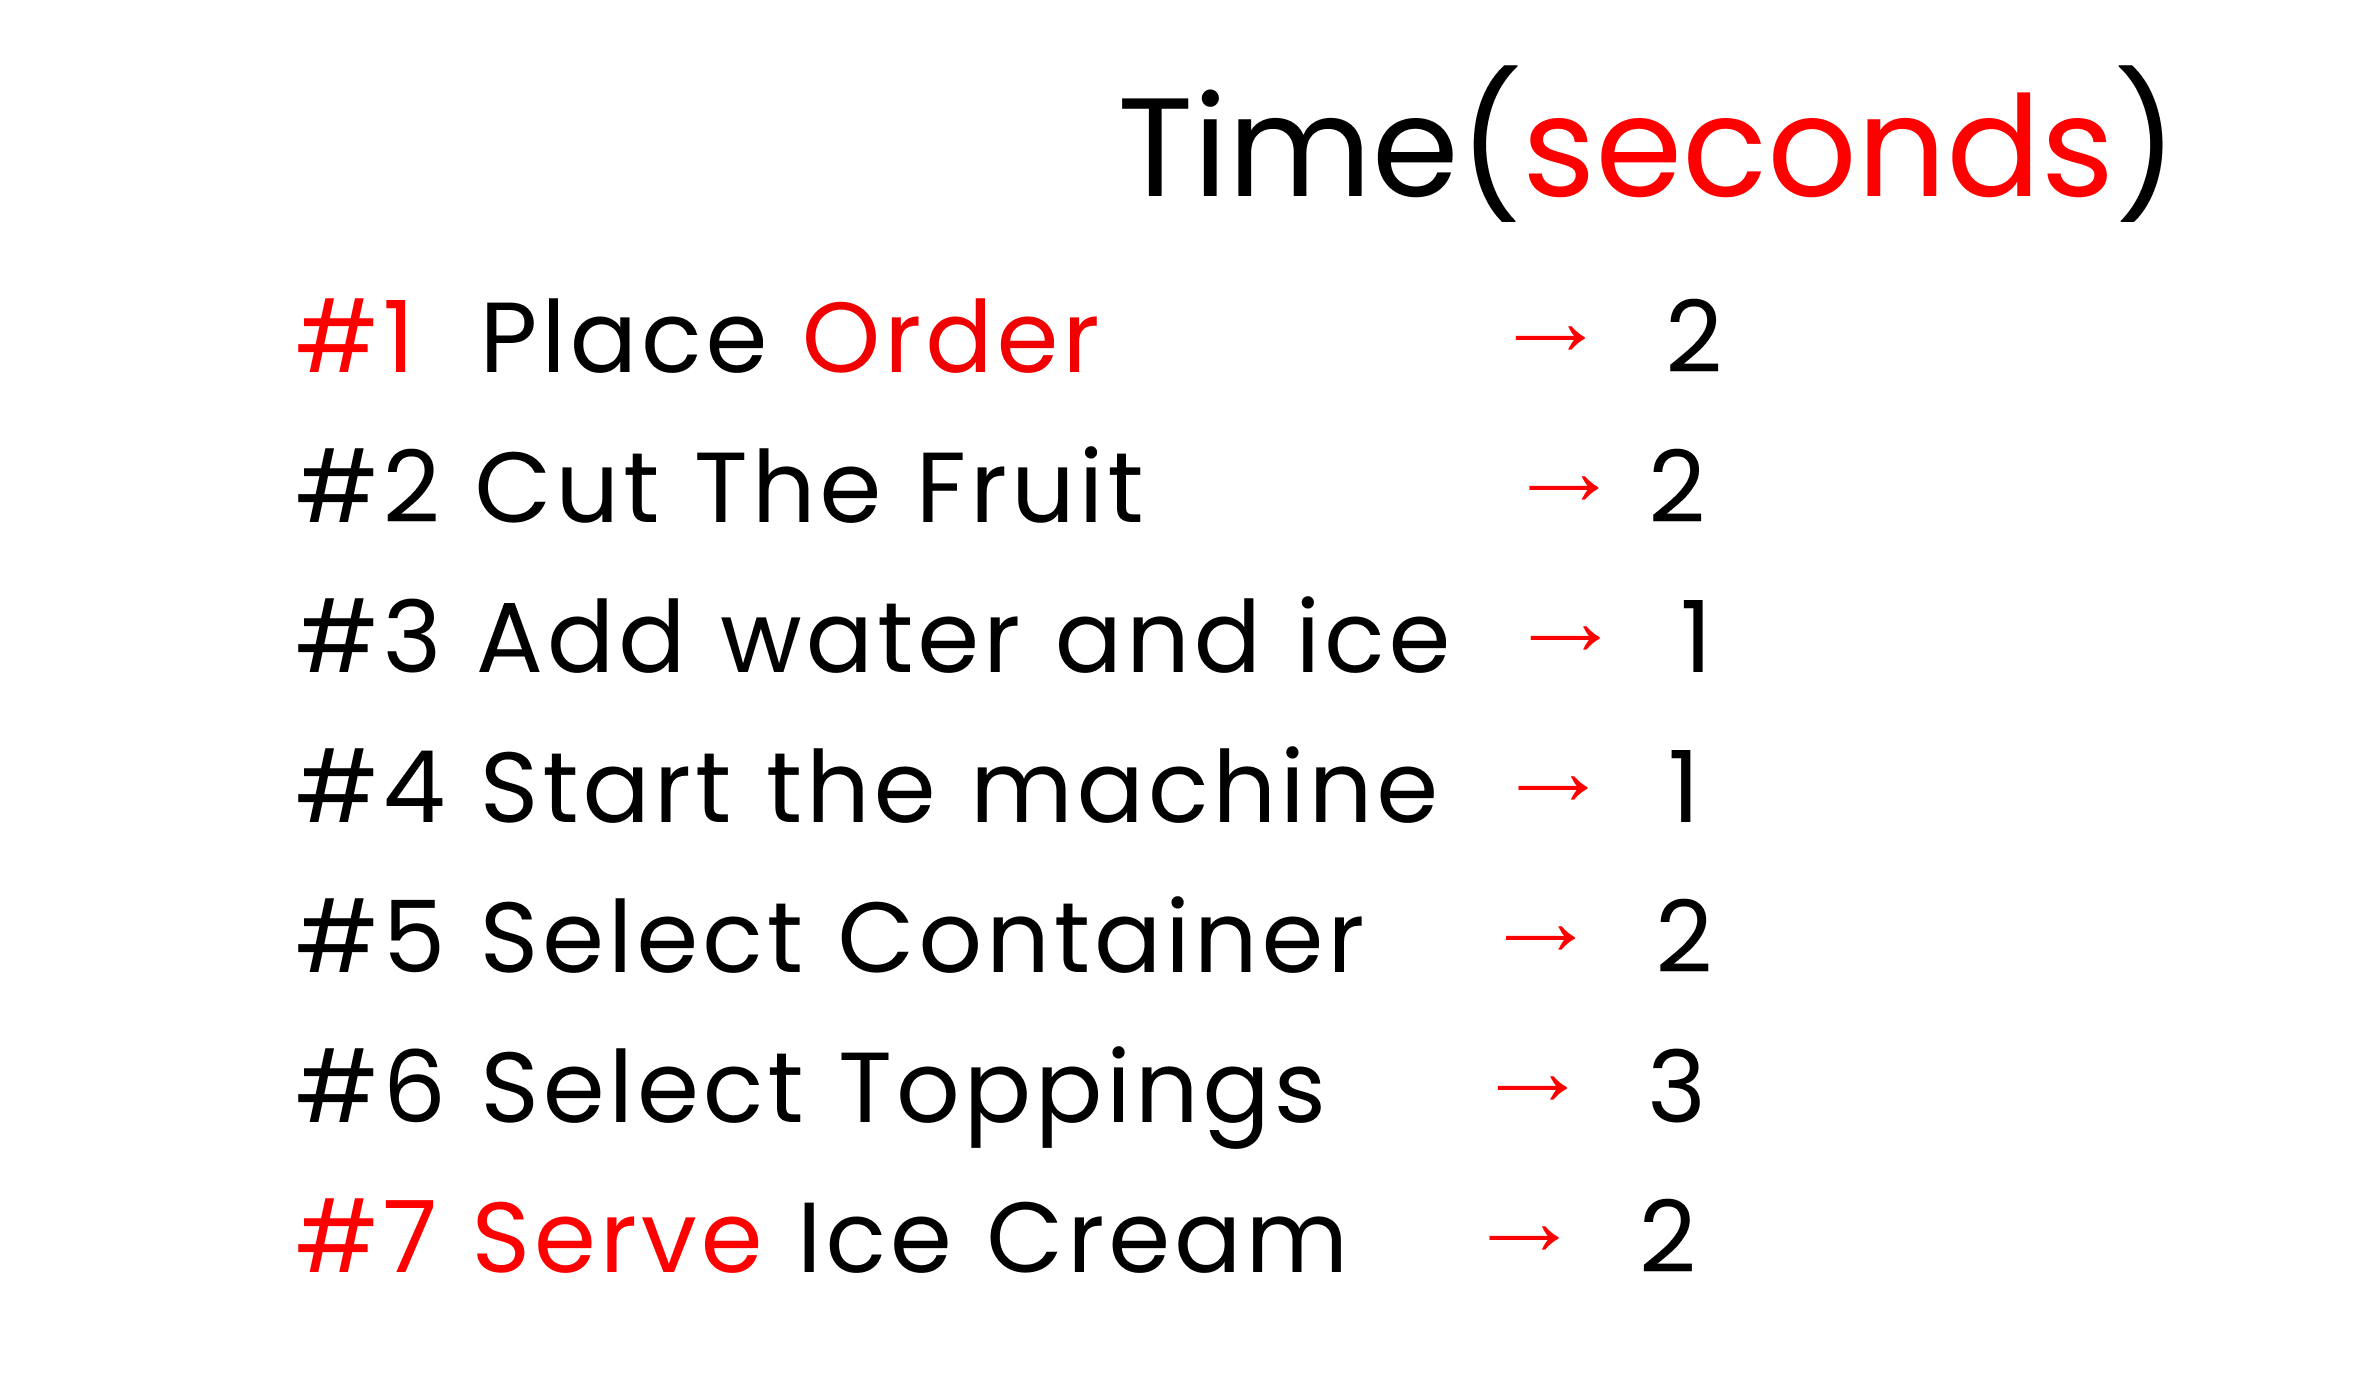 Time(seconds)
#1 Place Order → 2
#2 Cut The Fruit → 2
#3 Add water and ice → 1
#4 Start the machine → 1
#5 Select Container → 2
#6 Select Toppings → 3
#7 Serve Ice Cream → 2